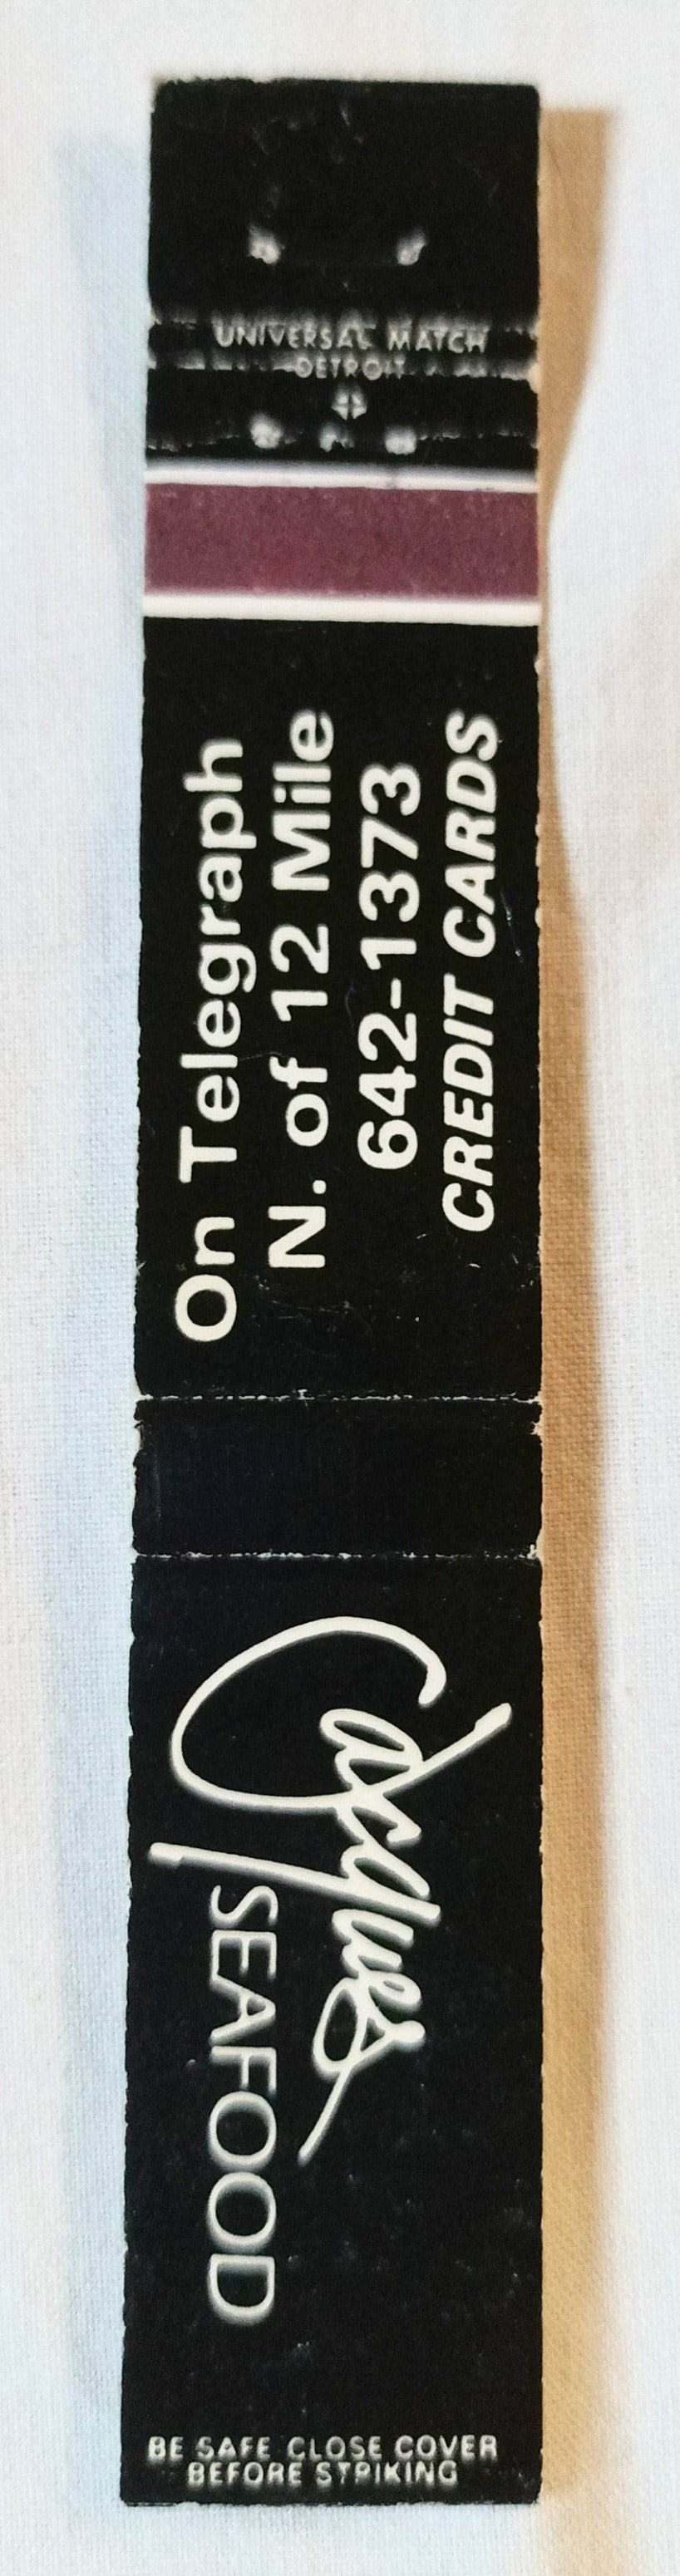 UNIVERSAL MATCH
DETROIT
On Telegraph
N. of 12 Mile
642-1373
CREDIT CARDS
Jacques
SEAFOOD
BE SAFE CLOSE COVER
BEFORE STRIKING